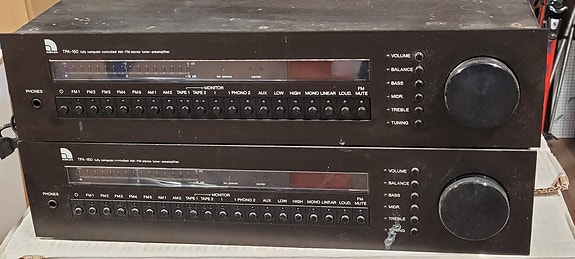 TPA-160 fully computer controlled AM-FM-stereo tuner-preamplifier
VOLUME
BALANCE
BASS
MIDR.
TREBLE
TUNING
fm stereo
PHONES
MONITOR
FM1 FM2 FM3 FM4 FM5 AM1 AM2 TAPE 1 TAPE 2 1 PHONO 2 AUX LOW HIGH MONO LINEAR LOUD. FM MUTE
TPA-160 fully computer controlled AM-FM-stereo tuner-preamplifier
VOLUME
BALANCE
BASS
MIDR.
TREBLE
PHONES
MONITOR
FM1 FM2 FM3 FM4 FM5 AM1 AM2 TAPE 1 TAPE 2 1 PHONO 2 AUX LOW HIGH MONO LINEAR LOUD. FM MUTE